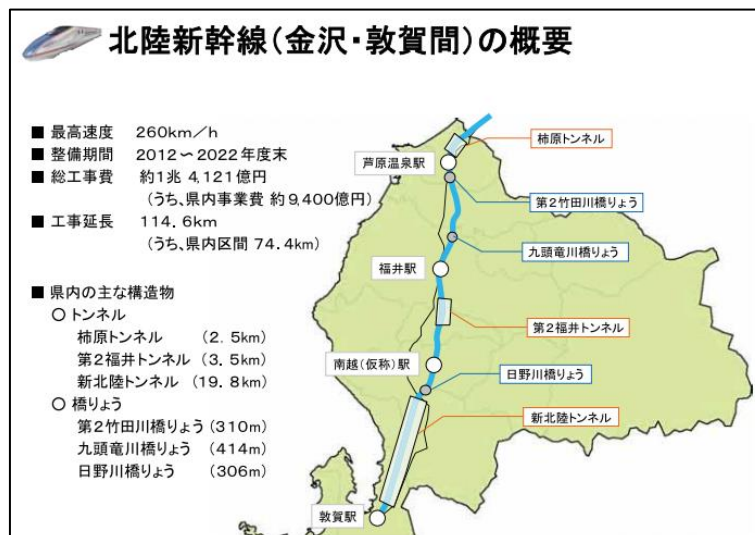 北陸新幹線(金沢・敦賀間)の概要
■ 最高速度 260km/h
■ 整備期間 2012~2022年度末
■ 総工事費 約1兆 4,121億円
(うち、県内事業費 約9,400億円)
■ 工事延長 114.6km
(うち、県内区間 74.4km)
■ 県内の主な構造物
○ トンネル
柿原トンネル (2.5km)
第2福井トンネル (3.5km)
新北陸トンネル (19.8km)
○ 橋りょう
第2竹田川橋りょう (310m)
九頭竜川橋りょう (414m)
日野川橋りょう (306m)
柿原トンネル
芦原温泉駅
第2竹田川橋りょう
九頭竜川橋りょう
福井駅
第2福井トンネル
南越(仮称)駅
日野川橋りょう
新北陸トンネル
敦賀駅